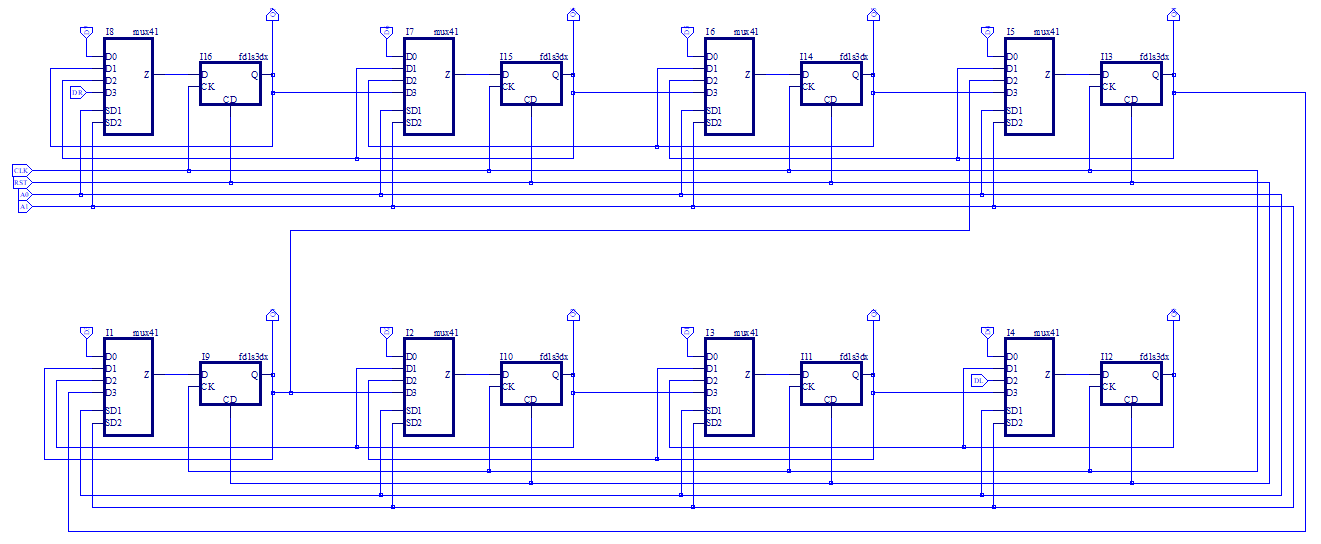 I8 mux41 I7 mux41 I6 mux41 I5 mux41
I16 fd1s3dx I15 fd1s3dx I14 fd1s3dx I13 fd1s3dx
D0 D0 D0 D0
D1 D1 D1 D1
Z D Q Z D Q Z D Q Z D Q
D2 D2 D2 D2
CK CK CK CK
DR D3 D3 D3 D3
CD CD CD CD
SD1 SD1 SD1 SD1
SD2 SD2 SD2 SD2
CLK
RST
A0
A1
I1 mux41 I2 mux41 I3 mux41 I4 mux41
I9 fd1s3dx I10 fd1s3dx I11 fd1s3dx I12 fd1s3dx
D0 D0 D0 D0
D1 D1 D1 D1
Z D Q Z D Q Z D Q Z D Q
D2 D2 D2 DL D2
CK CK CK CK
D3 D3 D3 D3
CD CD CD CD
SD1 SD1 SD1 SD1
SD2 SD2 SD2 SD2